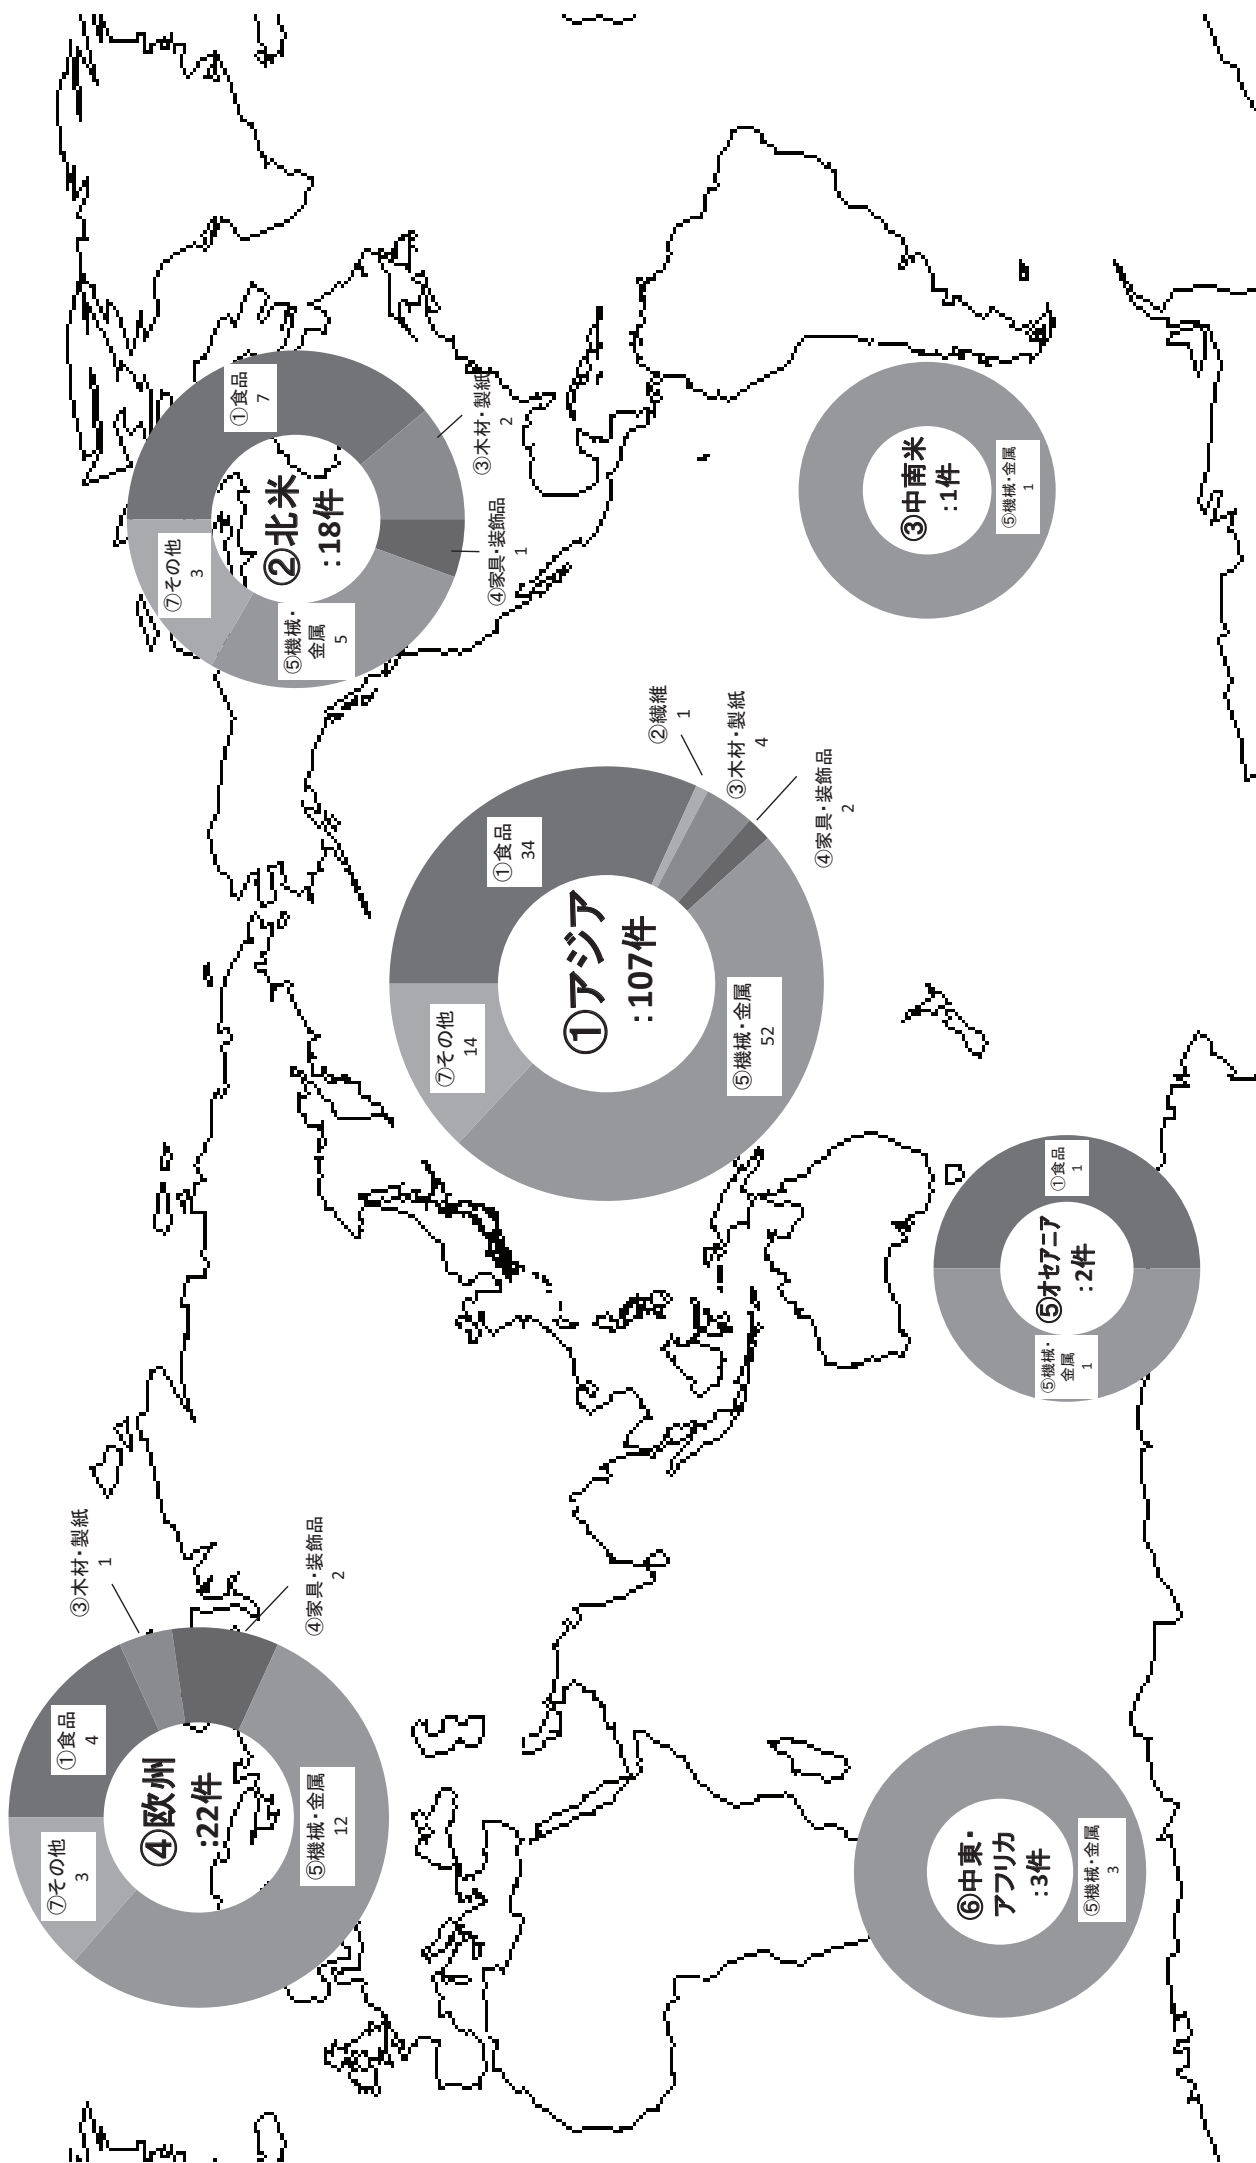 ①アジア
:107件
①食品
34
②繊維
1
③木材・製紙
4
④家具・装飾品
2
⑤機械・金属
52
⑦その他
14
②北米
:18件
①食品
7
③木材・製紙
2
④家具・装飾品
1
⑤機械・
金属
5
⑦その他
3
③中南米
:1件
⑤機械・金属
1
④欧州
:22件
①食品
4
③木材・製紙
1
④家具・装飾品
2
⑤機械・金属
12
⑦その他
3
⑤オセアニア
:2件
①食品
1
⑤機械・
金属
1
⑥中東・
アフリカ
:3件
⑤機械・金属
3